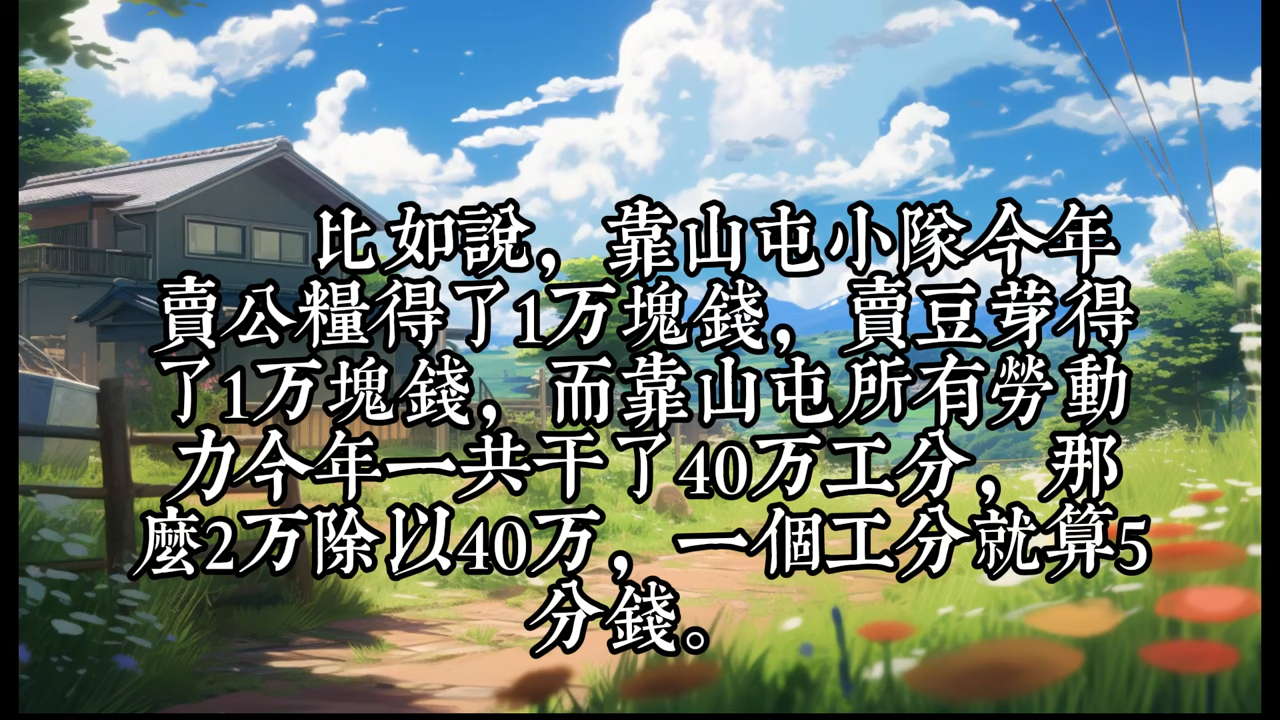 比如說，靠山屯小隊今年
賣公糧得了1万塊錢，賣豆芽得
了1万塊錢，而靠山屯所有勞動
力今年一共干了40万工分，那
麼2万除以40万，一個工分就算5
分錢。